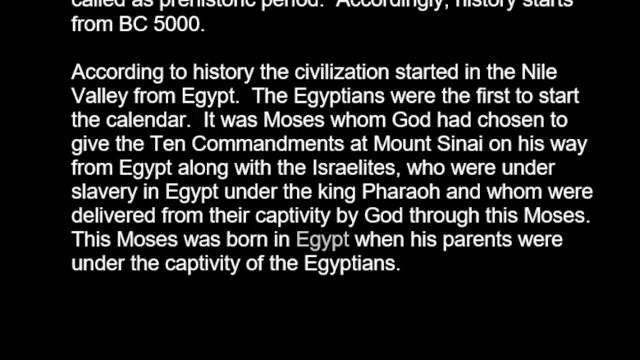 called as prehistoric period.  Accordingly, history starts
from BC 5000.
According to history the civilization started in the Nile
Valley from Egypt.  The Egyptians were the first to start
the calendar.  It was Moses whom God had chosen to
give the Ten Commandments at Mount Sinai on his way
from Egypt along with the Israelites, who were under
slavery in Egypt under the king Pharaoh and whom were
delivered from their captivity by God through this Moses.
This Moses was born in Egypt when his parents were
under the captivity of the Egyptians.